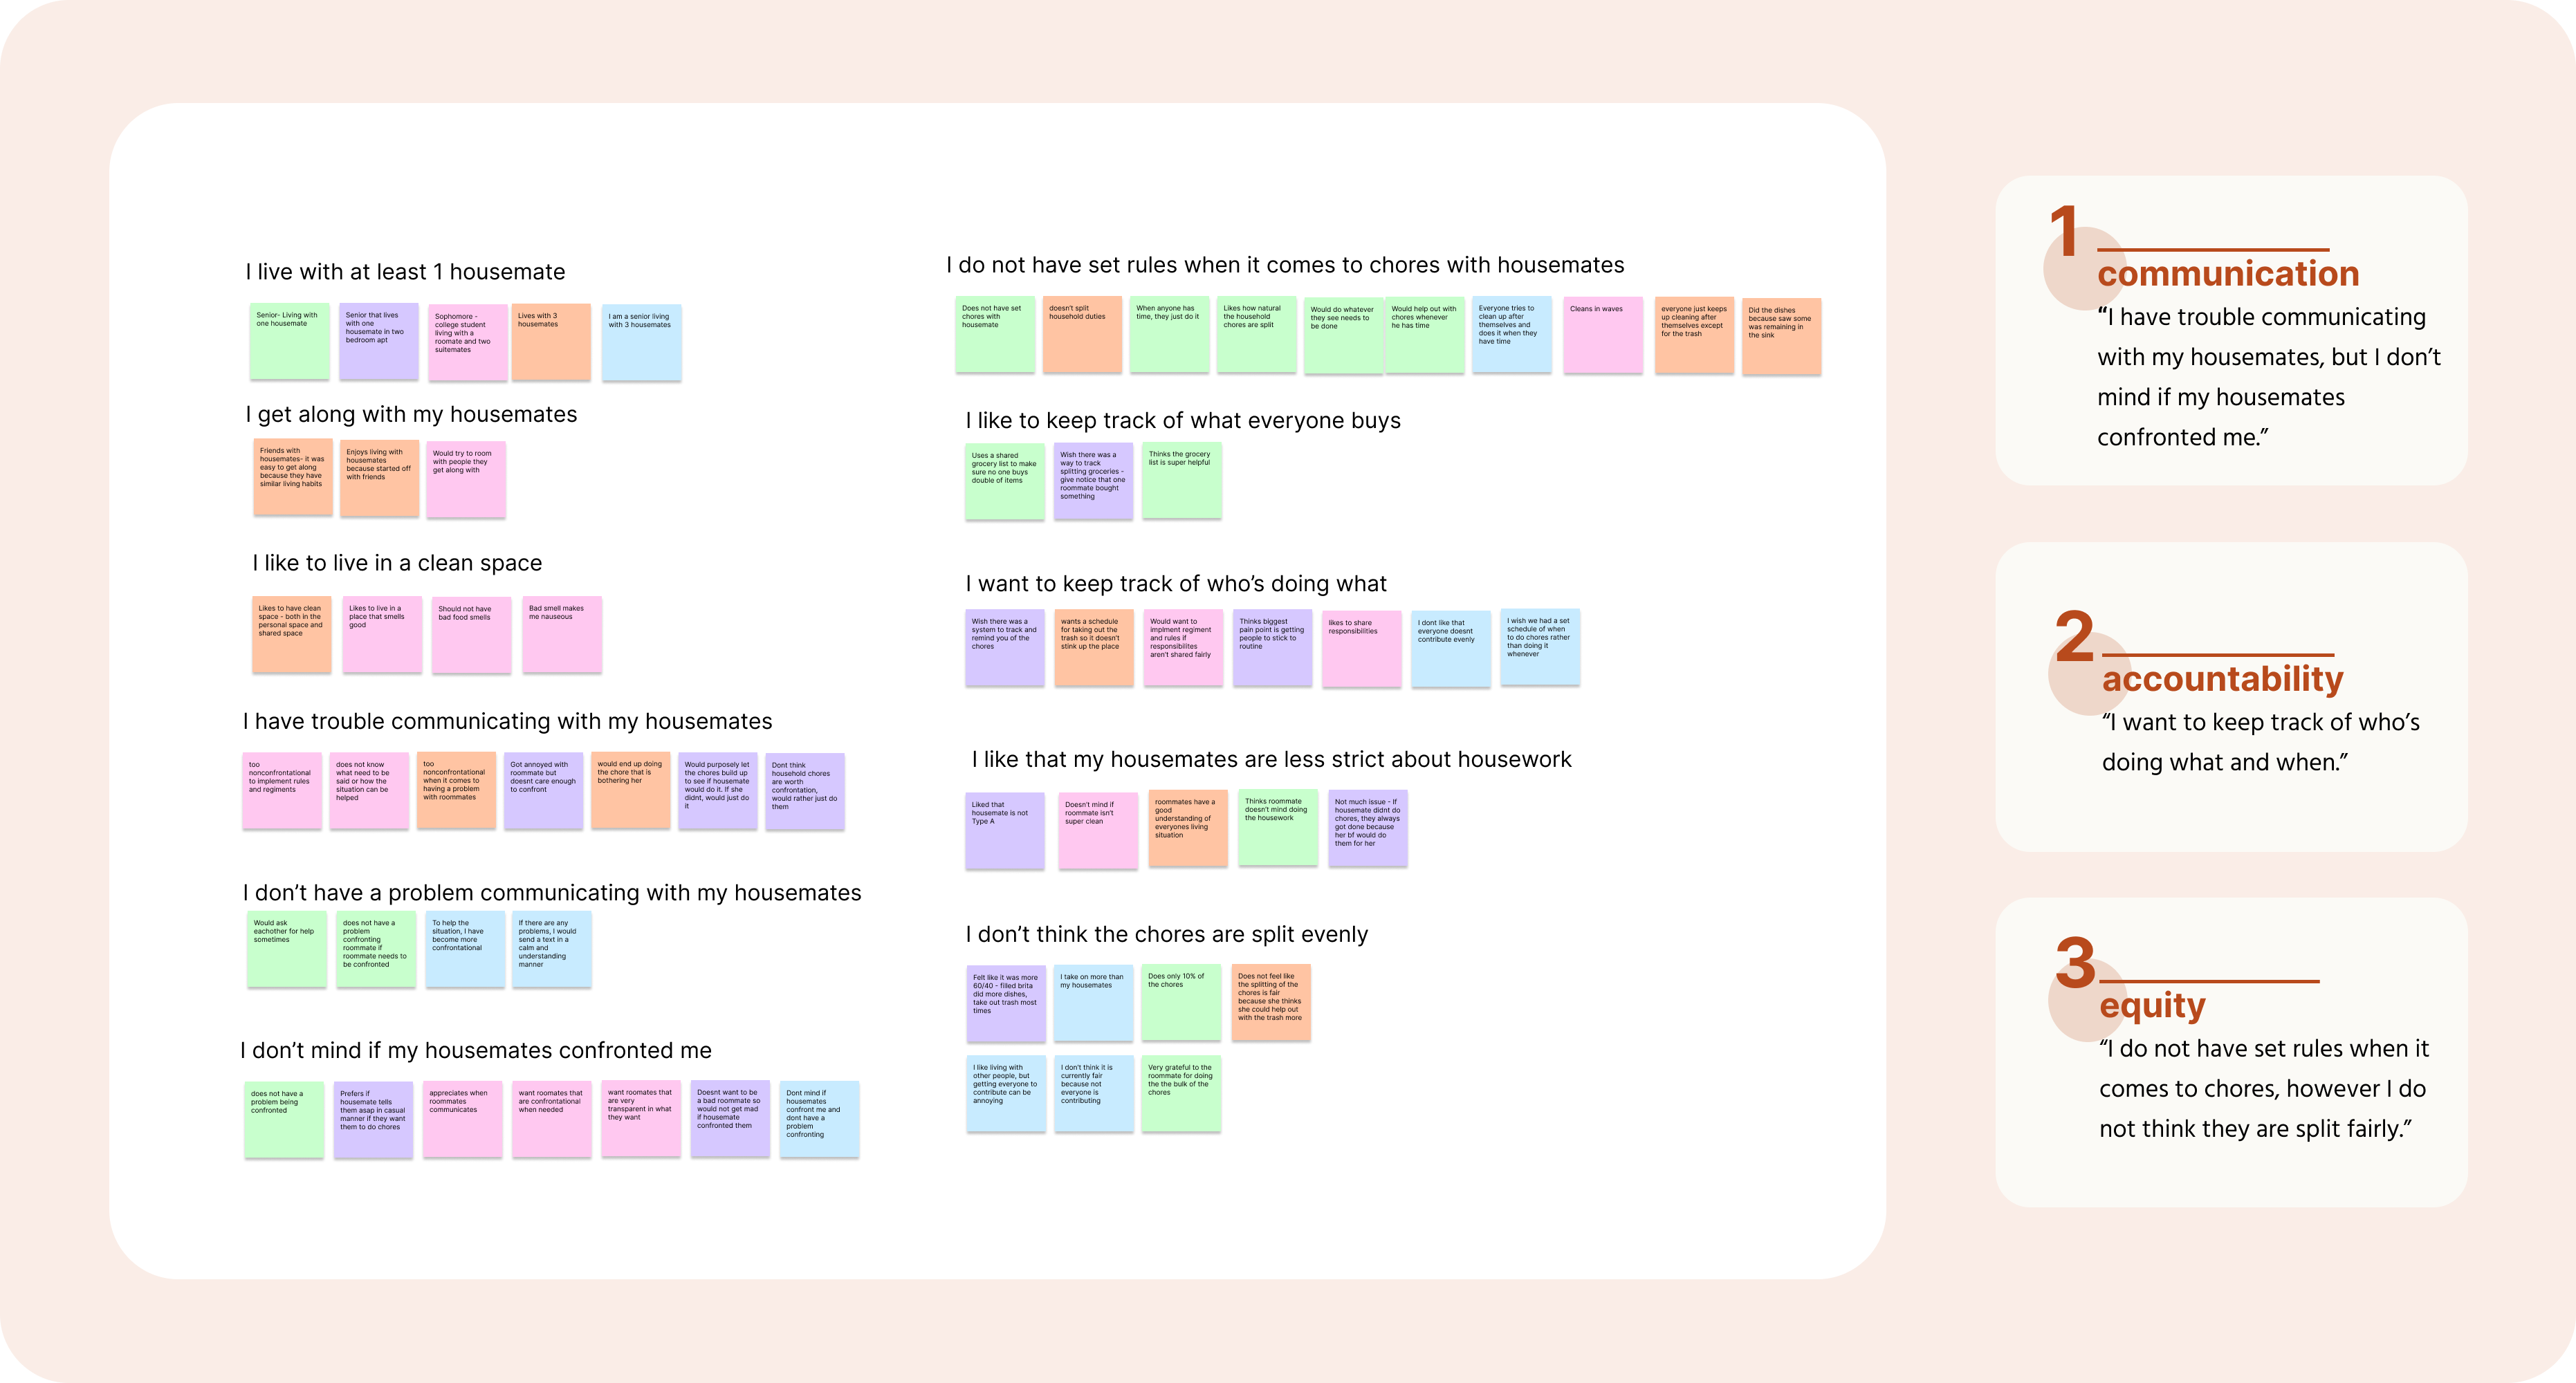 I live with at least 1 housemate
Senior- Living with
one housemate
Senior that lives
with one
housemate in two
bedroom apt
Sophomore -
college student
living with a
roomate and two
suitemates
Lives with 3
housemates
I am a senior living
with 3 housemates
I get along with my housemates
Friends with
housemates- it was
easy to get along
because they have
similar living habits
Enjoys living with
housemates
because started off
with friends
Would try to room
with people they
get along with
I like to live in a clean space
Likes to have clean
space - both in the
personal space and
shared space
Likes to live in a
place that smells
good
Should not have
bad food smells
Bad smell makes
me nauseous
I have trouble communicating with my housemates
too
nonconfrontational
to implement rules
and regiments
does not know
what need to be
said or how the
situation can be
helped
too
nonconfrontational
when it comes to
having a problem
with roommates
Got annoyed with
roommate but
doesnt care enough
to confront
would end up doing
the chore that is
bothering her
Would purposely let
the chores build up
to see if housemate
would do it. If she
didnt, would just do
it
Dont think
household chores
are worth
confrontation,
would rather just do
them
I don't have a problem communicating with my housemates
Would ask
eachother for help
sometimes
does not have a
problem
confronting
roommate if
roommate needs to
be confronted
To help the
situation, I have
become more
confrontational
If there are any
problems, I would
send a text in a
calm and
understanding
manner
I don't mind if my housemates confronted me
does not have a
problem being
confronted
Prefers if
housemate tells
them asap in casual
manner if they want
them to do chores
appreciates when
roommates
communicates
want roomates that
are confrontational
when needed
want roomates that
are very
transparent in what
they want
Doesnt want to be
a bad roommate so
would not get mad
if housemate
confronted them
Dont mind if
housemates
confront me and
dont have a
problem
confronting
I do not have set rules when it comes to chores with housemates
Does not have set
chores with
housemate
doesn't split
household duties
When anyone has
time, they just do it
Likes how natural
the household
chores are split
Would do whatever
they see needs to
be done
Would help out with
chores whenever
he has time
Everyone tries to
clean up after
themselves and
does it when they
have time
Cleans in waves
everyone just keeps
up cleaning after
themselves except
for the trash
Did the dishes
because saw some
was remaining in
the sink
I like to keep track of what everyone buys
Uses a shared
grocery list to make
sure no one buys
double of items
Wish there was a
way to track
splitting groceries -
give notice that one
roommate bought
something
Thinks the grocery
list is super helpful
I want to keep track of who's doing what
Wish there was a
system to track and
remind you of the
chores
wants a schedule
for taking out the
trash so it doesn't
stink up the place
Would want to
implment regiment
and rules if
responsibilites
aren't shared fairly
Thinks biggest
pain point is getting
people to stick to
routine
likes to share
responsibilities
I dont like that
everyone doesnt
contribute evenly
I wish we had a set
schedule of when
to do chores rather
than doing it
whenever
I like that my housemates are less strict about housework
Liked that
housemate is not
Type A
Doesn't mind if
roommate isn't
super clean
roommates have a
good
understanding of
everyones living
situation
Thinks roommate
doesn't mind doing
the housework
Not much issue - If
housemate didnt do
chores, they always
got done because
her bf would do
them for her
I don't think the chores are split evenly
Felt like it was more
60/40 - filled brita
did more dishes,
take out trash most
times
I take on more than
my housemates
Does only 10% of
the chores
Does not feel like
the splitting of the
chores is fair
because she thinks
she could help out
with the trash more
I like living with
other people, but
getting everyone to
contribute can be
annoying
I don't think it is
currently fair
because not
everyone is
contributing
Very grateful to the
roommate for doing
the the bulk of the
chores
1
communication
“I have trouble communicating
with my housemates, but I don't
mind if my housemates
confronted me.”
2
accountability
“I want to keep track of who's
doing what and when.”
3
equity
“I do not have set rules when it
comes to chores, however I do
not think they are split fairly.”